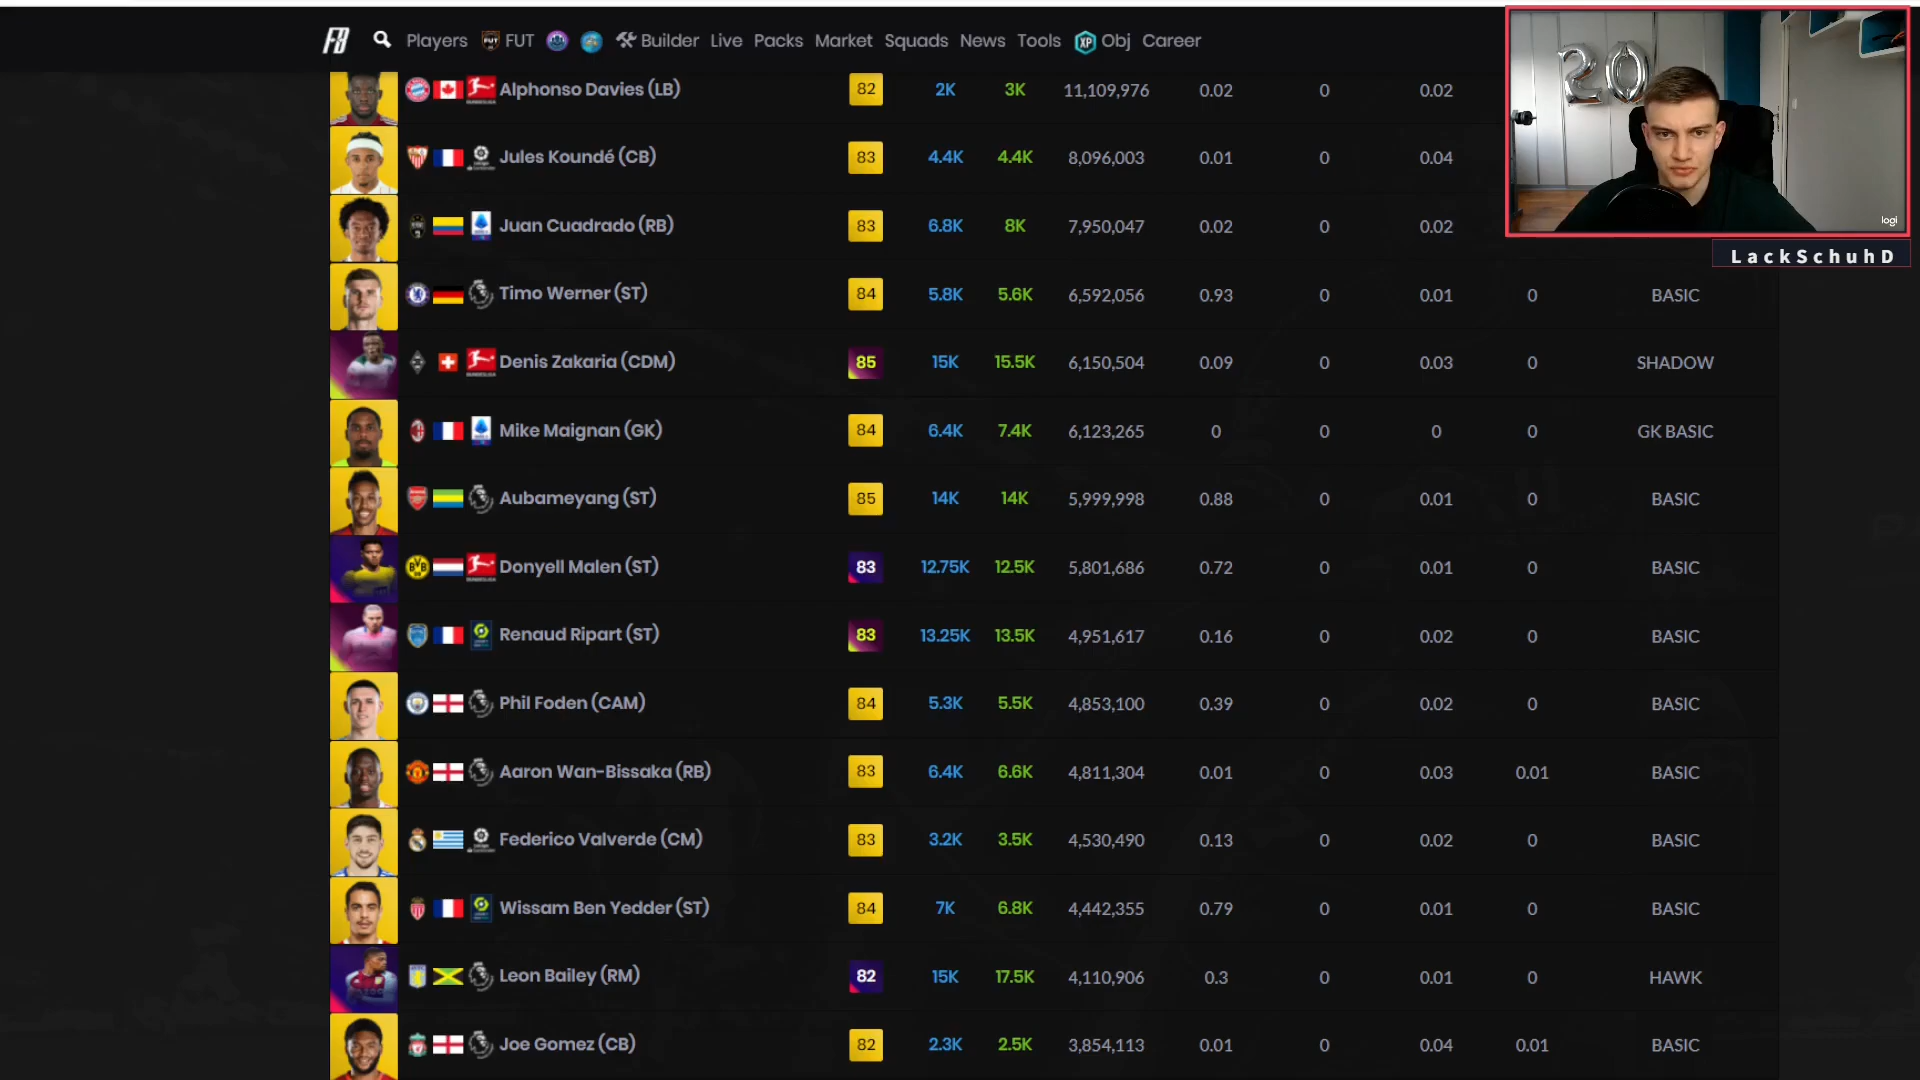 FB Players FUT Builder Live Packs Market Squads News Tools XP Obj Career
Alphonso Davies (LB) 82 2K 3K 11,109,976 0.02 0 0.02
Jules Koundé (CB) 83 4.4K 4.4K 8,096,003 0.01 0 0.04
Juan Cuadrado (RB) 83 6.8K 8K 7,950,047 0.02 0 0.02
logi
LackSchuhD
Timo Werner (ST) 84 5.8K 5.6K 6,592,056 0.93 0 0.01 0 BASIC
Denis Zakaria (CDM) 85 15K 15.5K 6,150,504 0.09 0 0.03 0 SHADOW
Mike Maignan (GK) 84 6.4K 7.4K 6,123,265 0 0 0 0 GK BASIC
Aubameyang (ST) 85 14K 14K 5,999,998 0.88 0 0.01 0 BASIC
Donyell Malen (ST) 83 12.75K 12.5K 5,801,686 0.72 0 0.01 0 BASIC
Renaud Ripart (ST) 83 13.25K 13.5K 4,951,617 0.16 0 0.02 0 BASIC
Phil Foden (CAM) 84 5.3K 5.5K 4,853,100 0.39 0 0.02 0 BASIC
Aaron Wan-Bissaka (RB) 83 6.4K 6.6K 4,811,304 0.01 0 0.03 0.01 BASIC
Federico Valverde (CM) 83 3.2K 3.5K 4,530,490 0.13 0 0.02 0 BASIC
Wissam Ben Yedder (ST) 84 7K 6.8K 4,442,355 0.79 0 0.01 0 BASIC
Leon Bailey (RM) 82 15K 17.5K 4,110,906 0.3 0 0.01 0 HAWK
Joe Gomez (CB) 82 2.3K 2.5K 3,854,113 0.01 0 0.04 0.01 BASIC